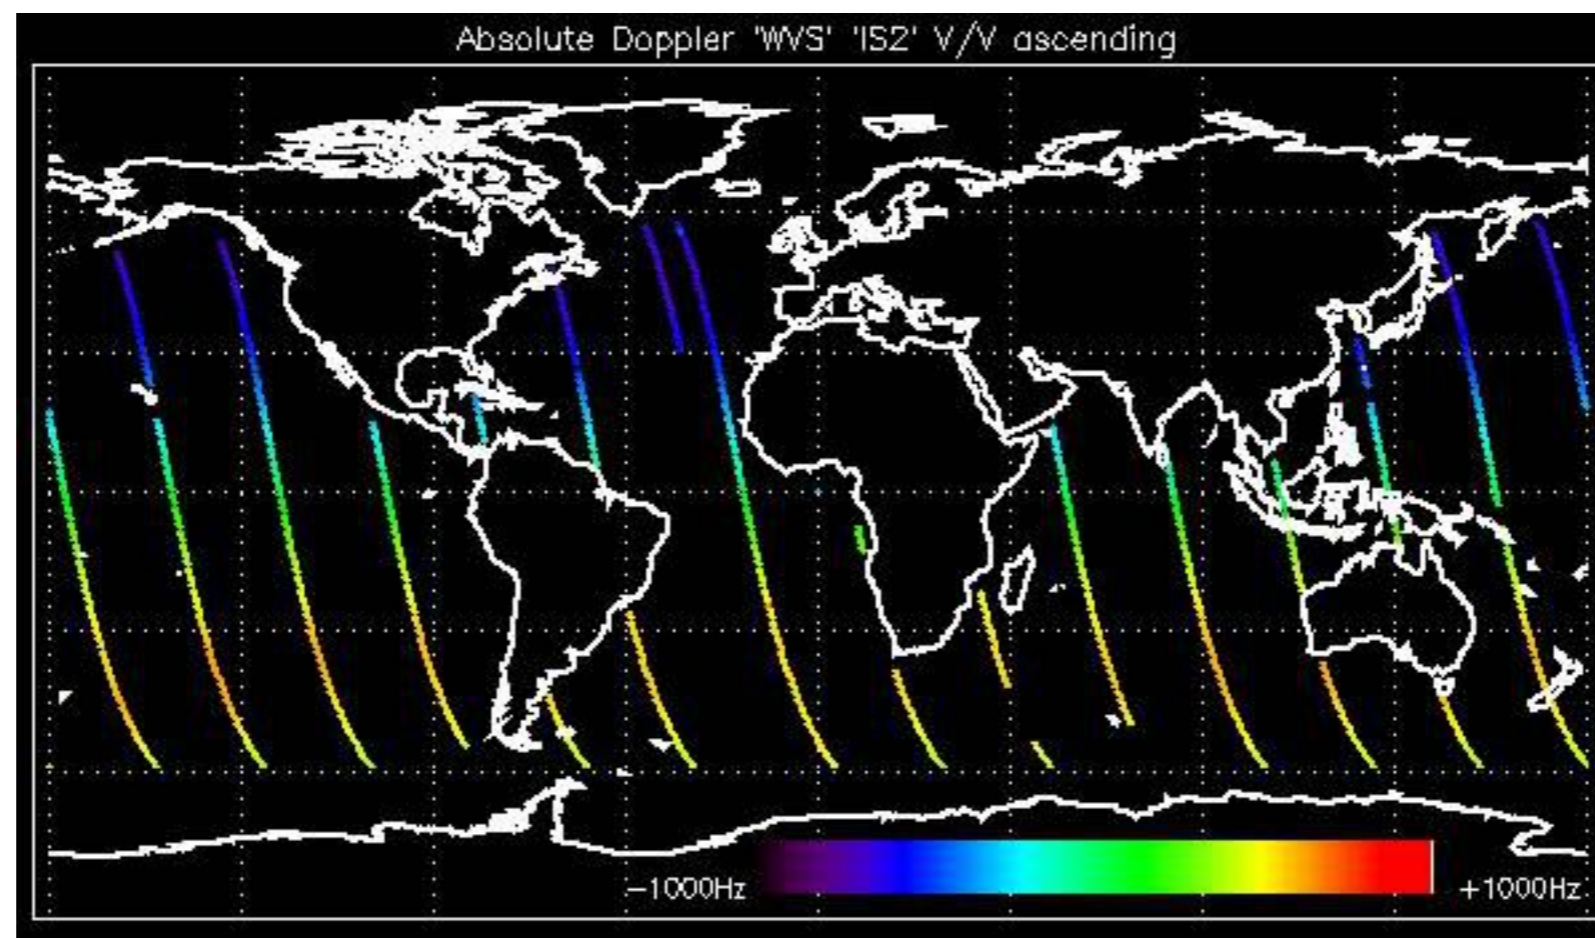 Absolute Doppler 'WVS' 'IS2' V/V ascending
−1000Hz
+1000Hz